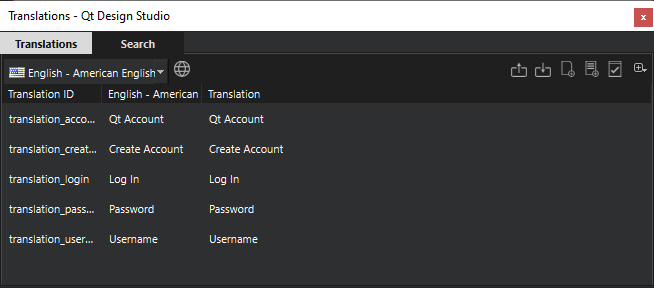 Translations - Qt Design Studio
Translations Search
English - American English
Translation ID English - American Translation
translation_acco... Qt Account Qt Account
translation_creat... Create Account Create Account
translation_login Log In Log In
translation_pass... Password Password
translation_user... Username Username